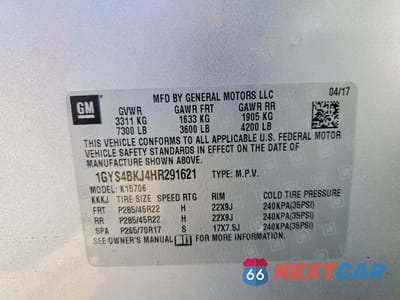 MFD BY GENERAL MOTORS LLC
04/17
GM
GVWR GAWR FRT GAWR RR
3311 KG 1633 KG 1905 KG
7300 LB 3600 LB 4200 LB
THIS VEHICLE CONFORMS TO ALL APPLICABLE U.S. FEDERAL MOTOR
VEHICLE SAFETY, BUMPER, AND THEFT PREVENTION
STANDARDS IN EFFECT ON THE DATE OF
MANUFACTURE SHOWN ABOVE.
1GYS4BKJ4HR291621 TYPE: M.P.V.
MODEL: K15706
KKKJ TIRE SIZE SPEED RTG RIM COLD TIRE PRESSURE
FRT P285/45R22 H 22X9J 240KPA(35PSI)
RR P285/45R22 H 22X9J 240KPA(35PSI)
SPA P265/70R17 S 17X7.5J 240KPA(35PSI)
SEE OWNER'S MANUAL
66 NEXTCAR